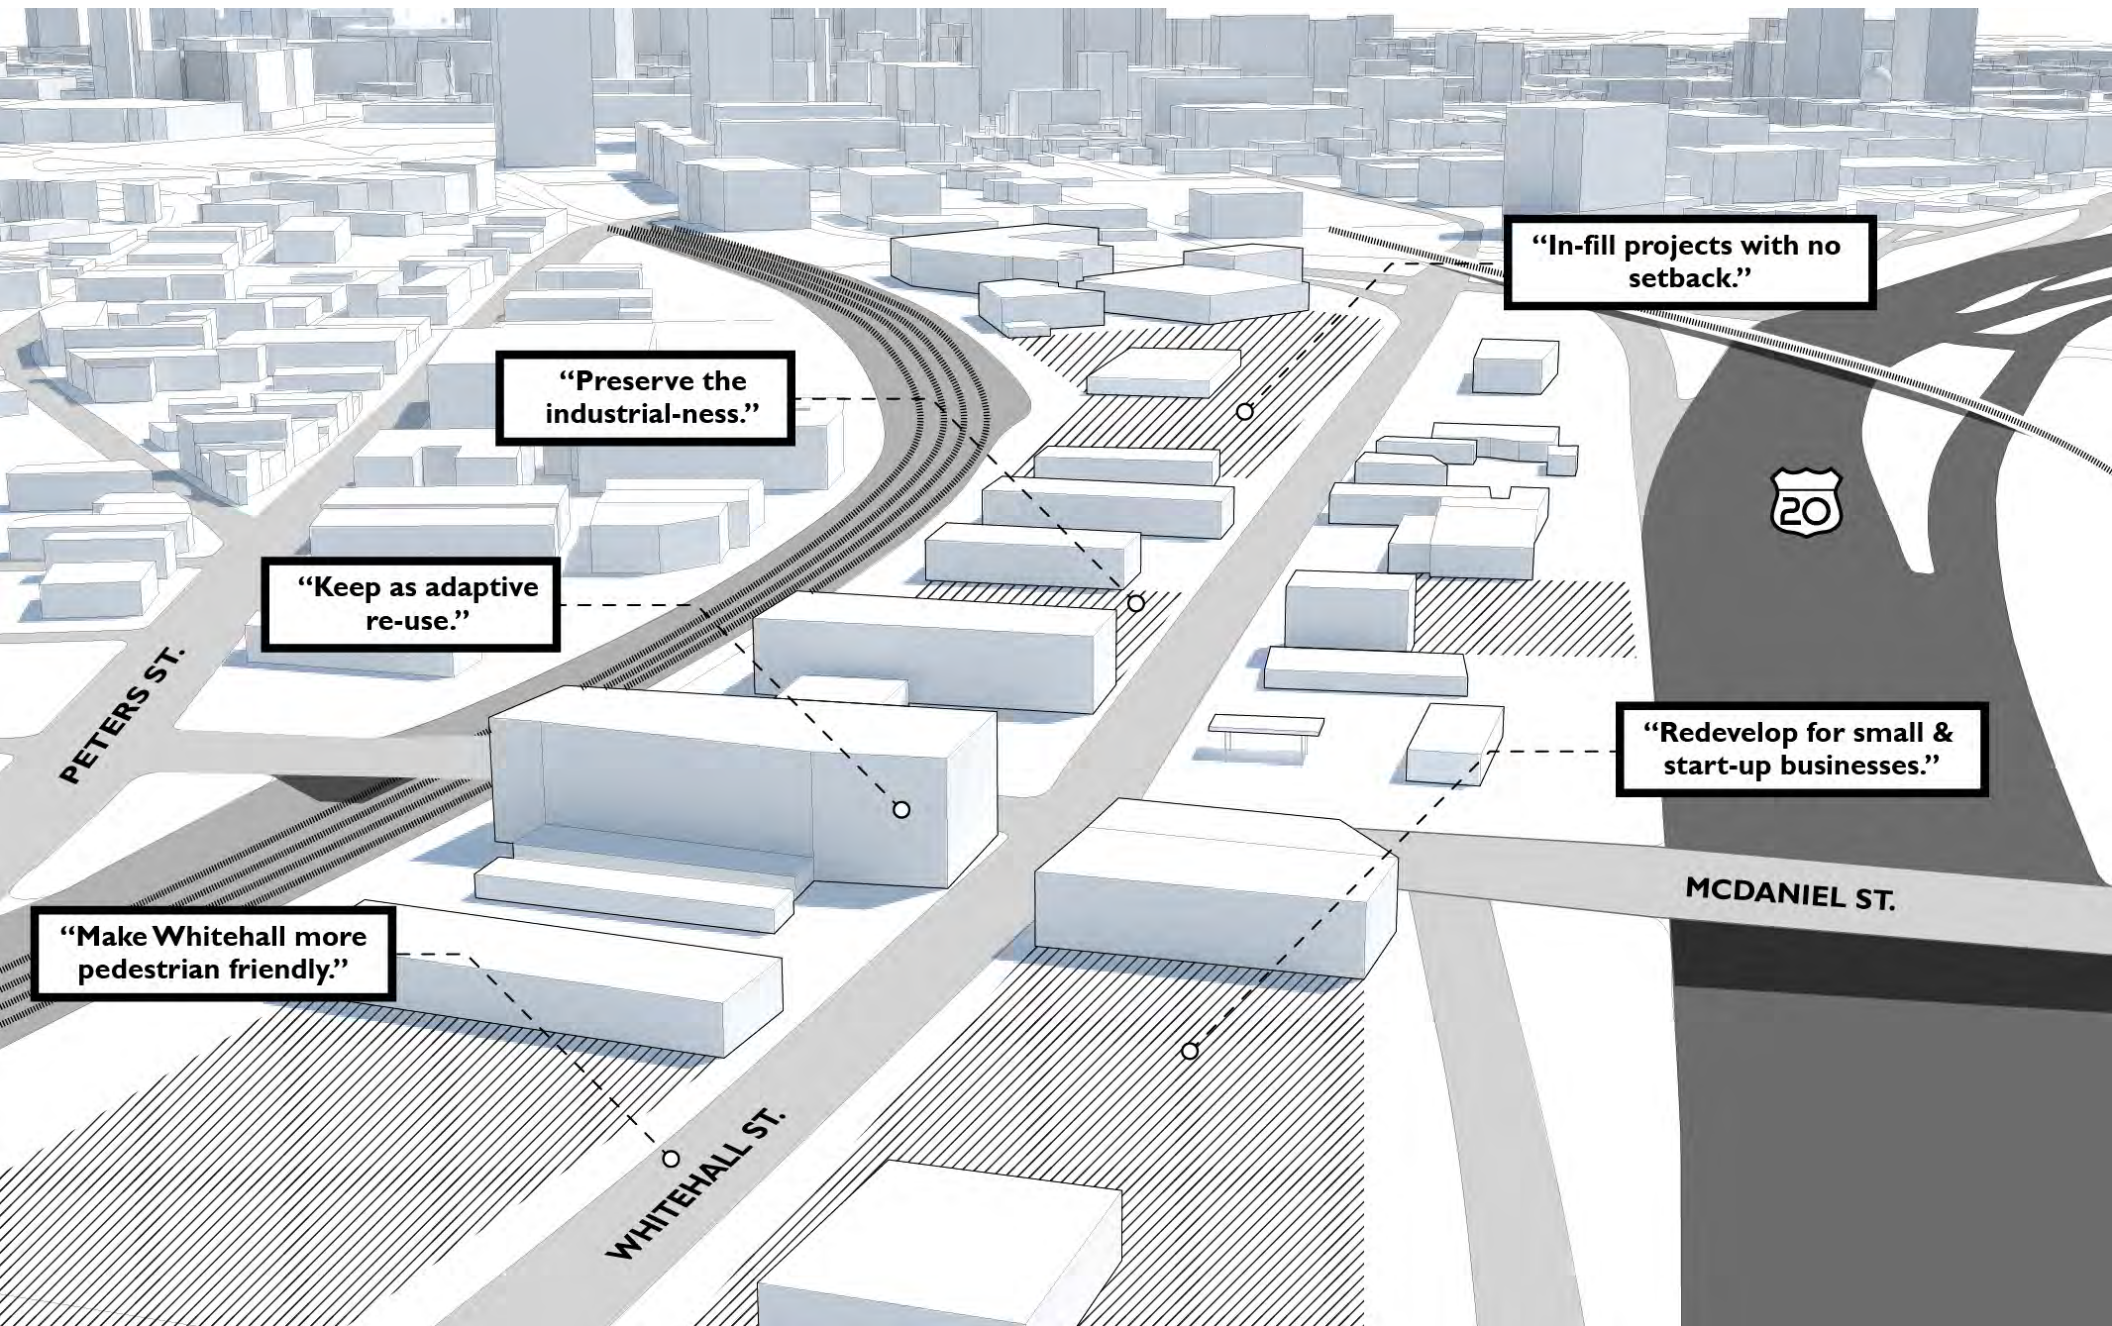 “In-fill projects with no
setback.”
“Preserve the
industrial-ness.”
20
“Keep as adaptive
re-use.”
PETERS ST.
“Redevelop for small &
start-up businesses.”
MCDANIEL ST.
“Make Whitehall more
pedestrian friendly.”
WHITEHALL ST.